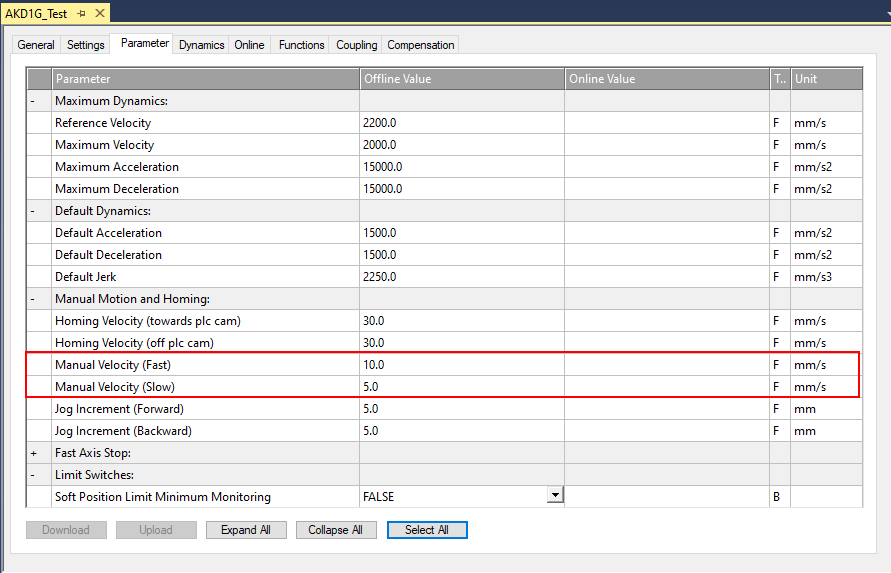 AKD1G_Test
General Settings Parameter Dynamics Online Functions Coupling Compensation
Parameter Offline Value Online Value T.. Unit
- Maximum Dynamics:
Reference Velocity 2200.0 F mm/s
Maximum Velocity 2000.0 F mm/s
Maximum Acceleration 15000.0 F mm/s2
Maximum Deceleration 15000.0 F mm/s2
- Default Dynamics:
Default Acceleration 1500.0 F mm/s2
Default Deceleration 1500.0 F mm/s2
Default Jerk 2250.0 F mm/s3
- Manual Motion and Homing:
Homing Velocity (towards plc cam) 30.0 F mm/s
Homing Velocity (off plc cam) 30.0 F mm/s
Manual Velocity (Fast) 10.0 F mm/s
Manual Velocity (Slow) 5.0 F mm/s
Jog Increment (Forward) 5.0 F mm
Jog Increment (Backward) 5.0 F mm
+ Fast Axis Stop:
- Limit Switches:
Soft Position Limit Minimum Monitoring FALSE B
Download Upload Expand All Collapse All Select All